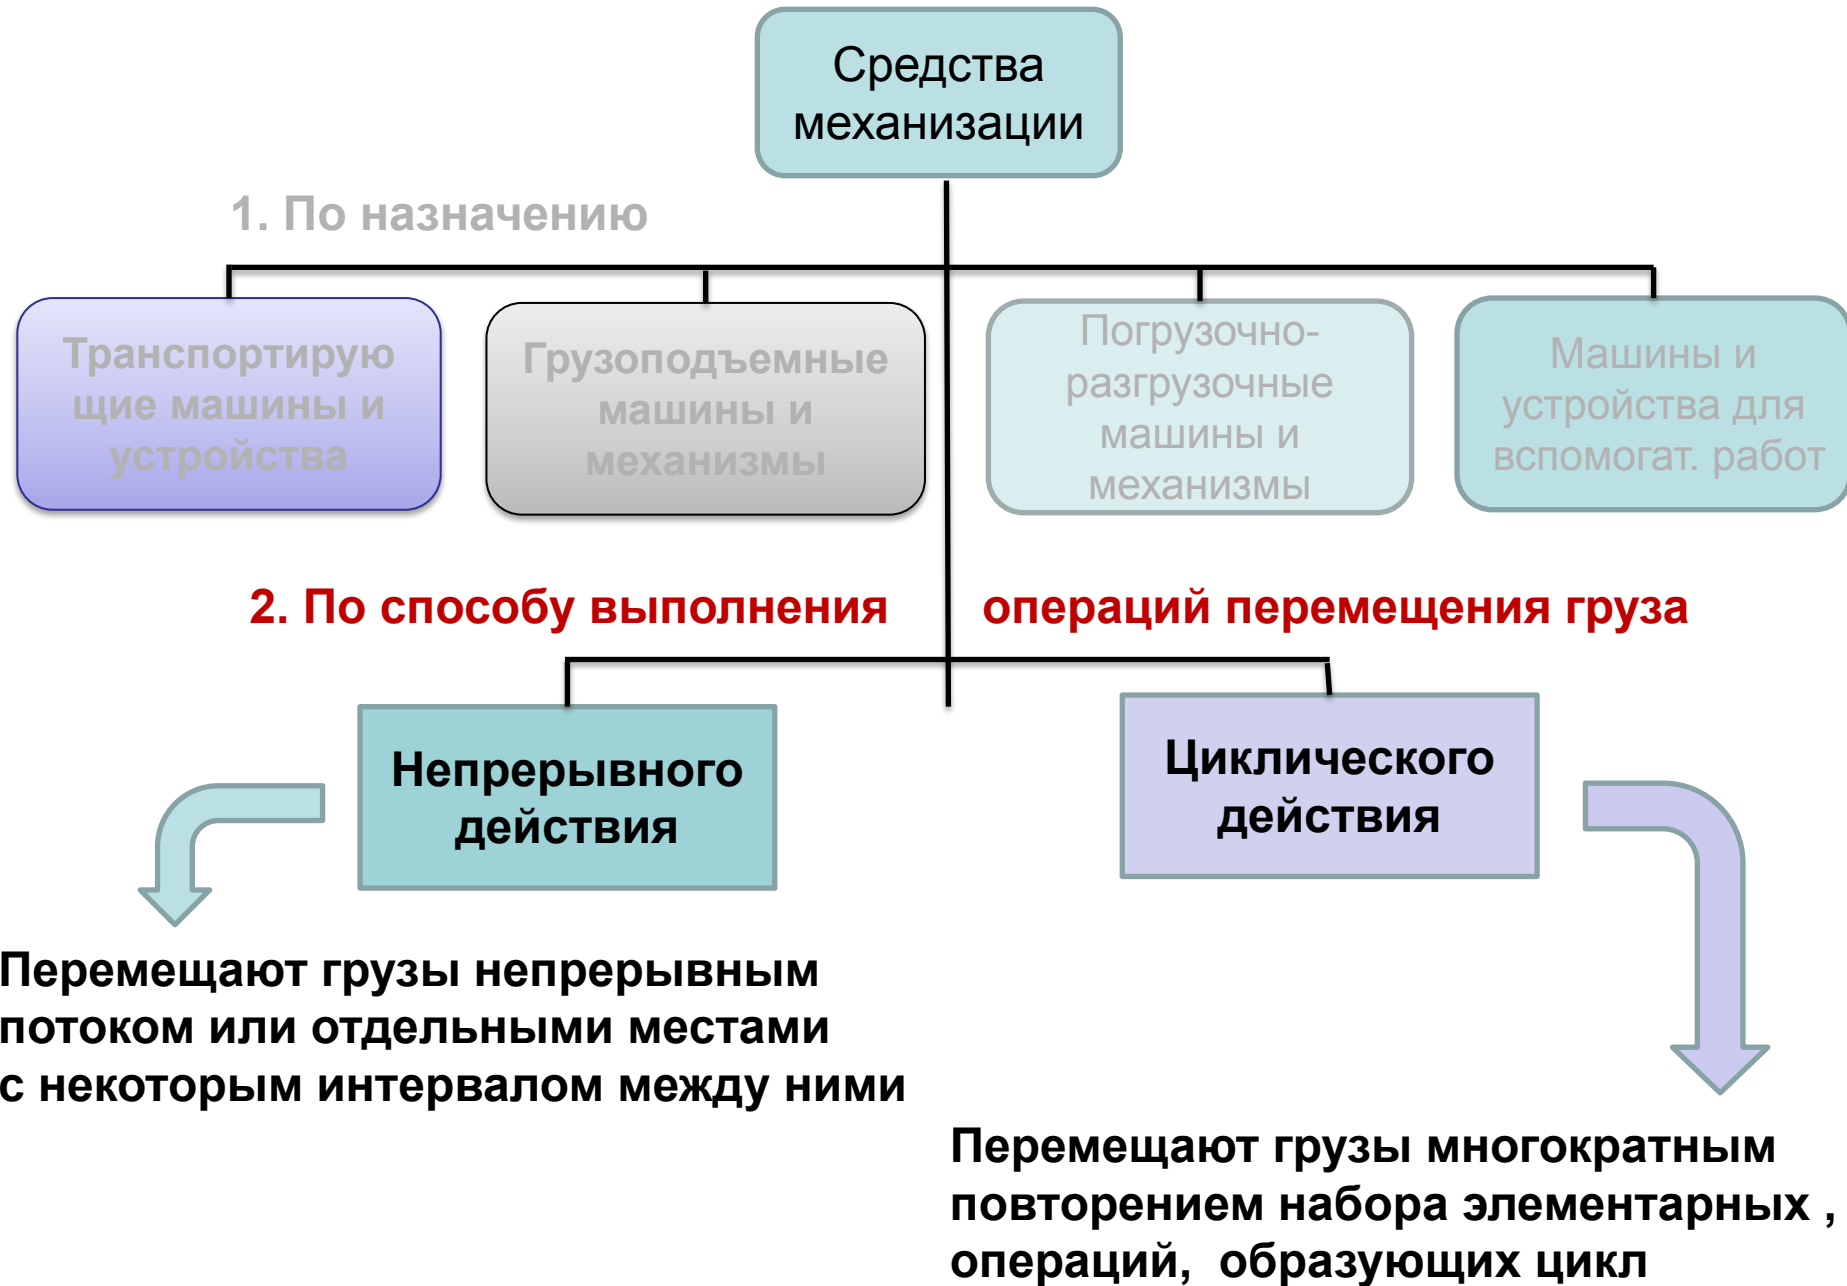 Средства
механизации
1. По назначению
Транспортирую
щие машины и
устройства
Грузоподъемные
машины и
механизмы
Погрузочно-
разгрузочные
машины и
механизмы
Машины и
устройства для
вспомогат. работ
2. По способу выполнения операций перемещения груза
Непрерывного
действия
Циклического
действия
Перемещают грузы непрерывным
потоком или отдельными местами
с некоторым интервалом между ними
Перемещают грузы многократным
повторением набора элементарных ,
операций, образующих цикл